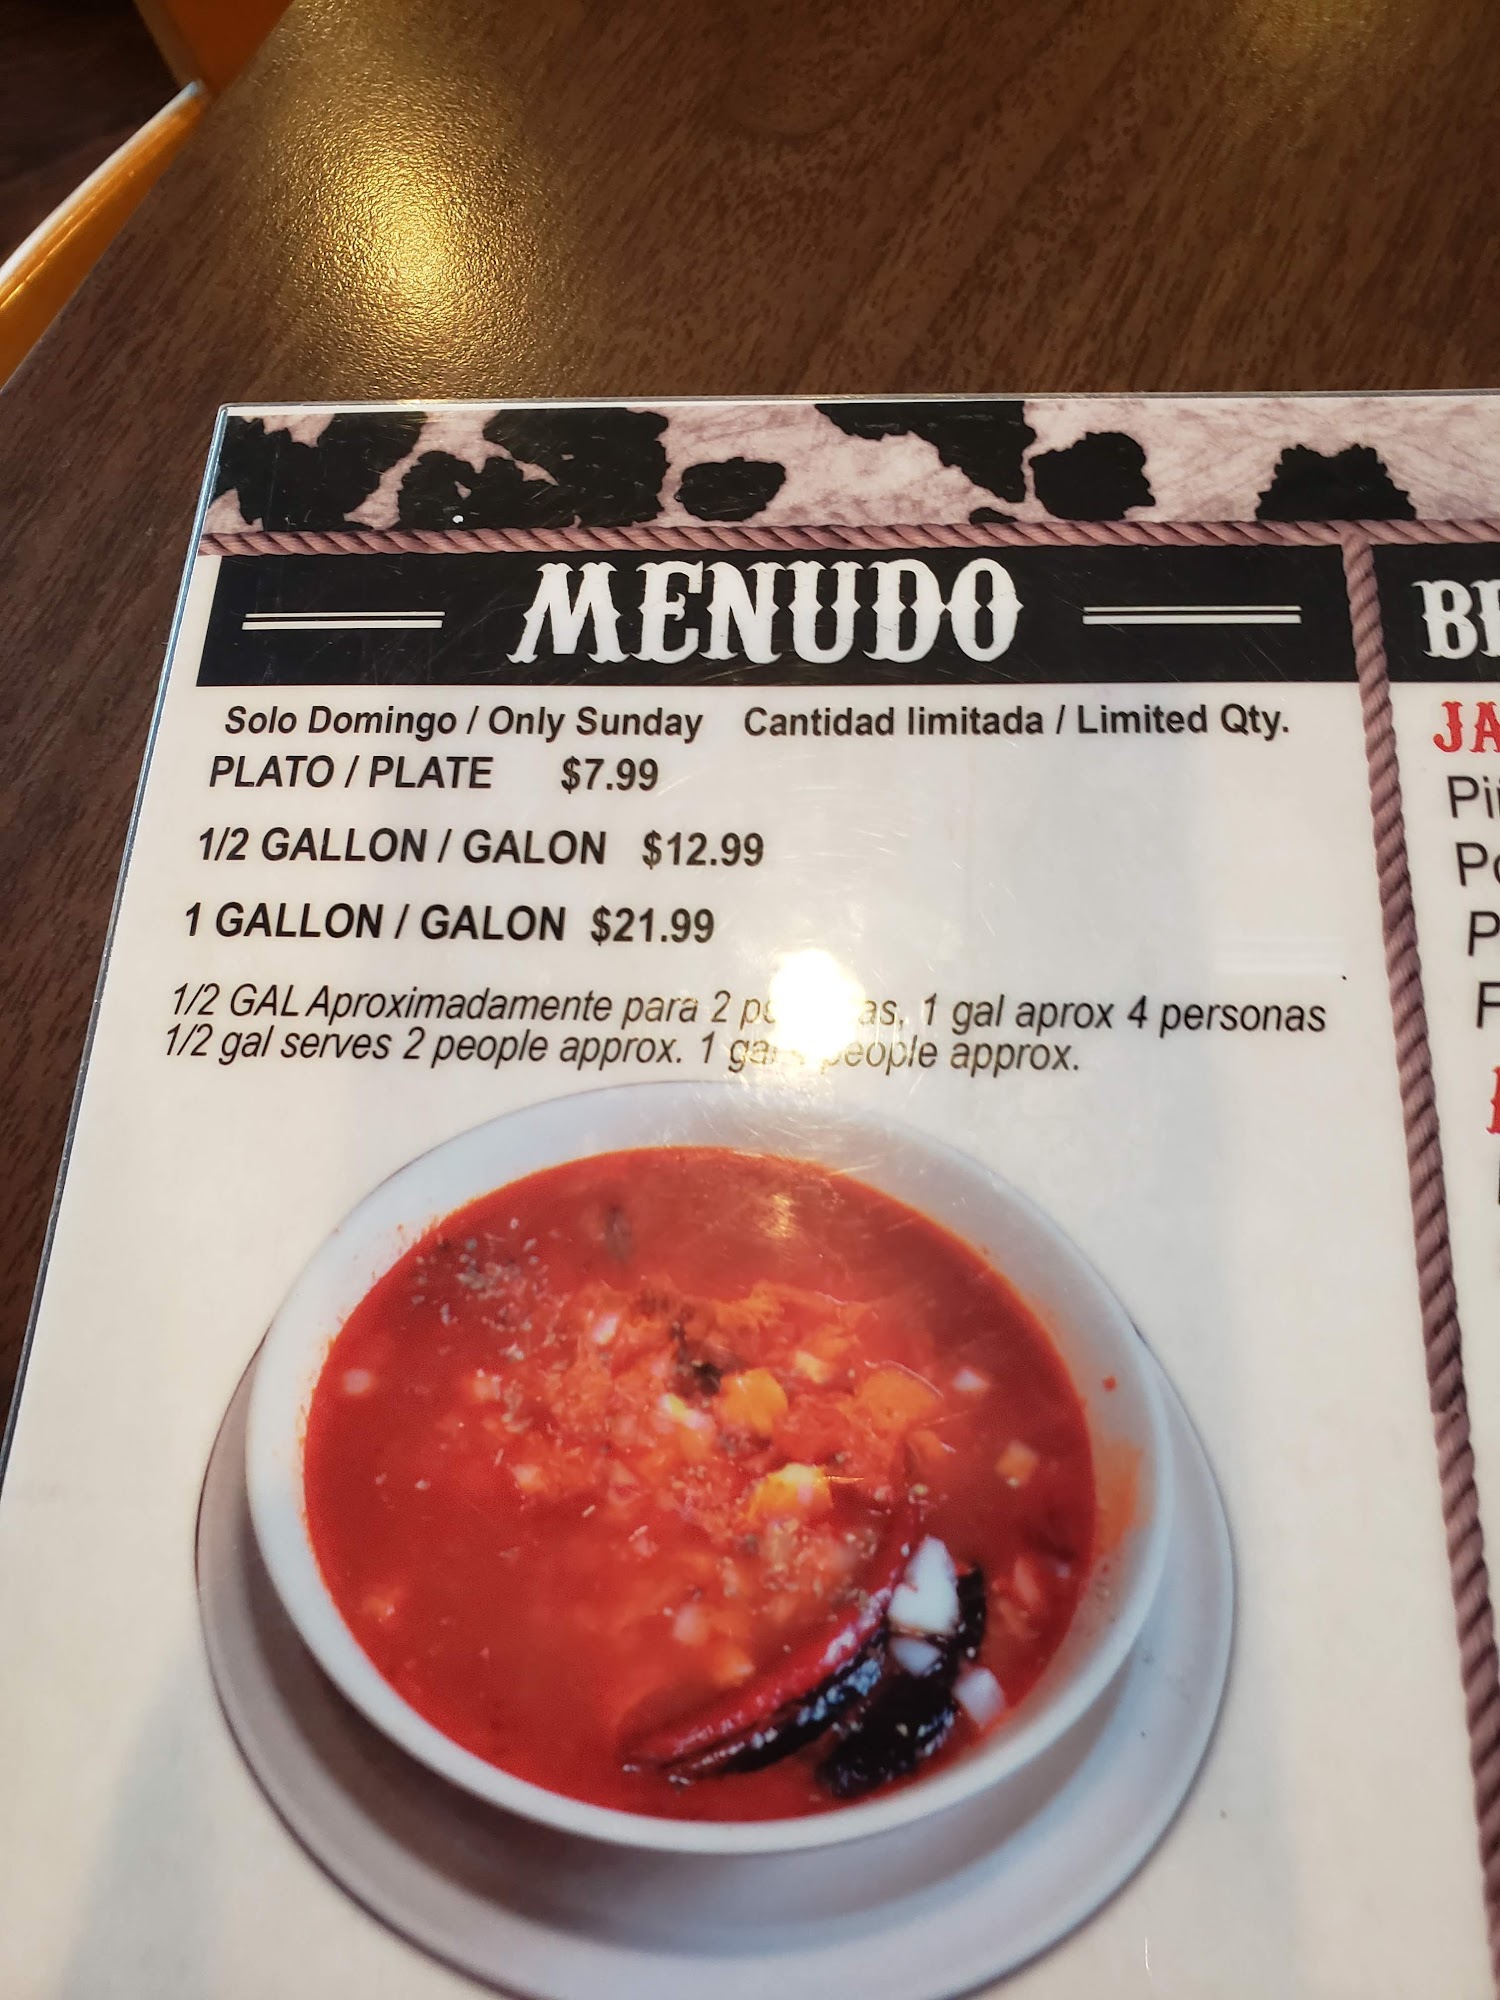 MENUDO
Solo Domingo / Only Sunday Cantidad limitada / Limited Qty.
PLATO / PLATE $7.99
1/2 GALLON / GALON $12.99
1 GALLON / GALON $21.99
1/2 GAL Aproximadamente para 2 as, 1 gal aprox 4 personas
1/2 gal serves 2 people approx. 1 people approx.
JA